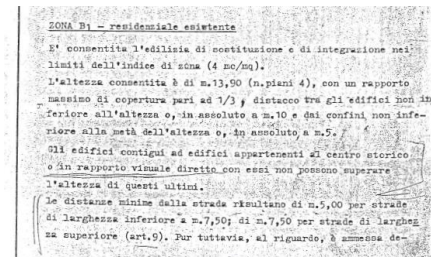 ZONA B1 - residenziale esistente
E' consentita l'edilizia di sostituzione e di integrazione nei
limiti dell'indice di zona (4 mc/mq).
L'altezza consentita è di m.13,90 (n.piani 4), con un rapporto
massimo di copertura pari ad 1/3, distacco tra gli edifici non in
feriore all'altezza o, in assoluto a m.10 e dai confini non infe-
riore alla metà dell'altezza o, in assoluto, a m.5.
Gli edifici contigui ad edifici appartenenti al centro storico
o in rapporto visuale diretto con essi non possono superare
l'altezza di questi ultimi.
le distanze minime dalla strada risultano di m.5,00 per strade
di larghezza inferiore a m.7,50; di m.7,50 per strade di larghez
za superiore (art.9). Pur tuttavia, al riguardo, è ammessa de-